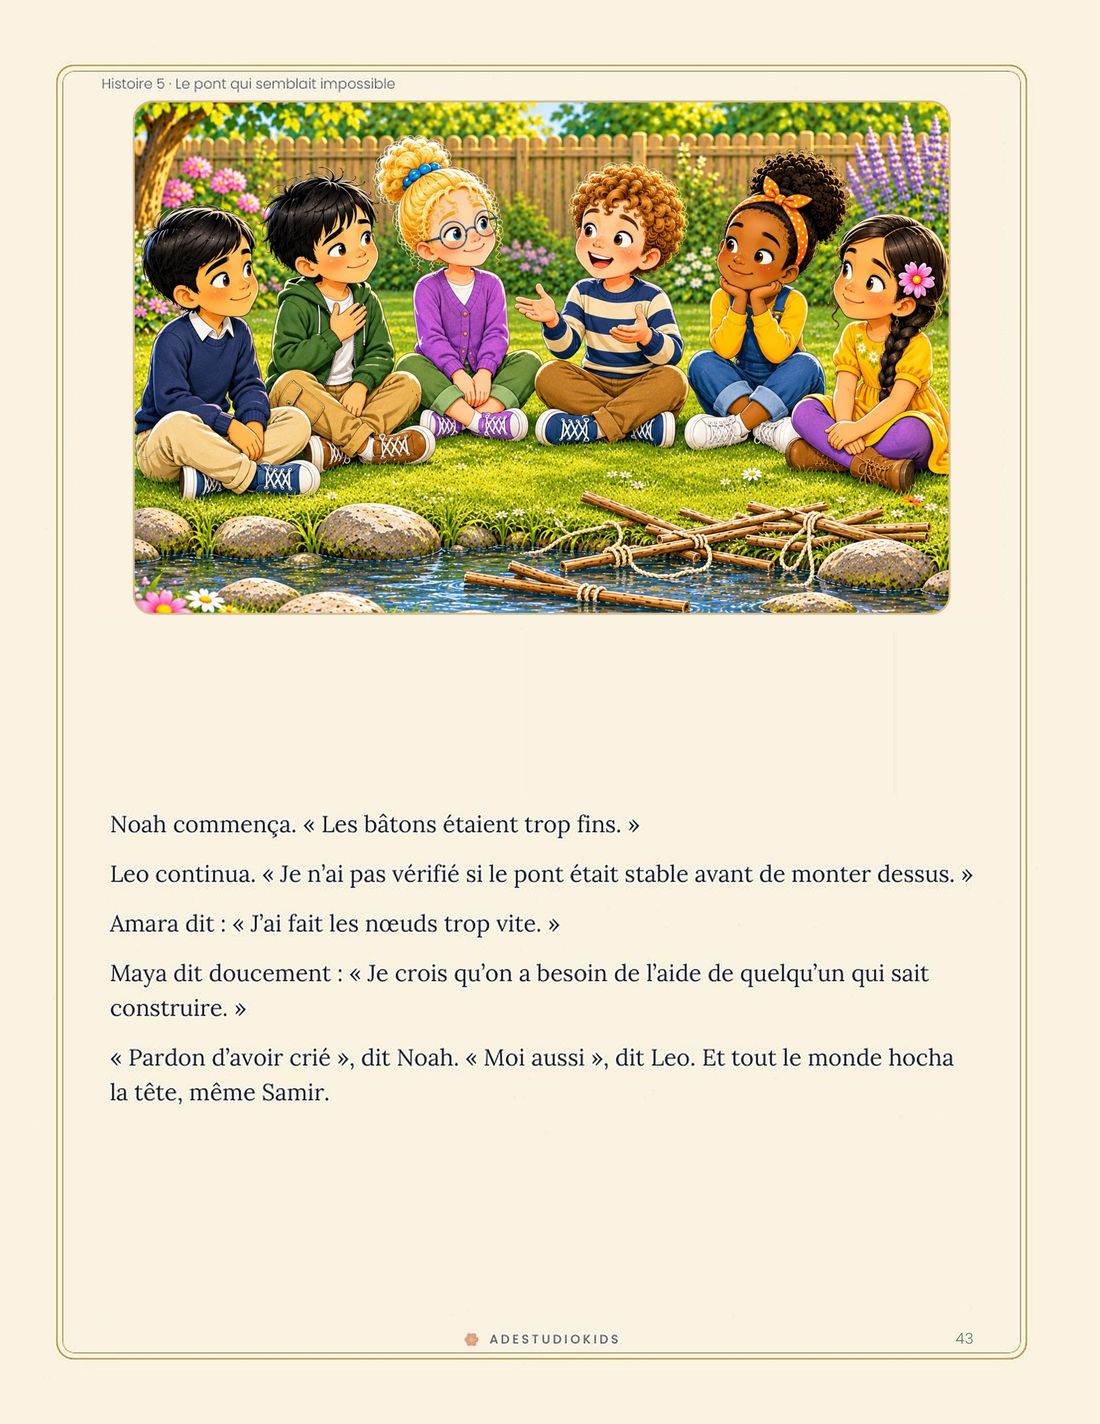 Histoire 5 · Le pont qui semblait impossible
Noah commença. « Les bâtons étaient trop fins. »
Leo continua. « Je n’ai pas vérifié si le pont était stable avant de monter dessus. »
Amara dit : « J’ai fait les nœuds trop vite. »
Maya dit doucement : « Je crois qu’on a besoin de l’aide de quelqu’un qui sait
construire. »
« Pardon d’avoir crié », dit Noah. « Moi aussi », dit Leo. Et tout le monde hocha
la tête, même Samir.
ADESTUDIOKIDS
43